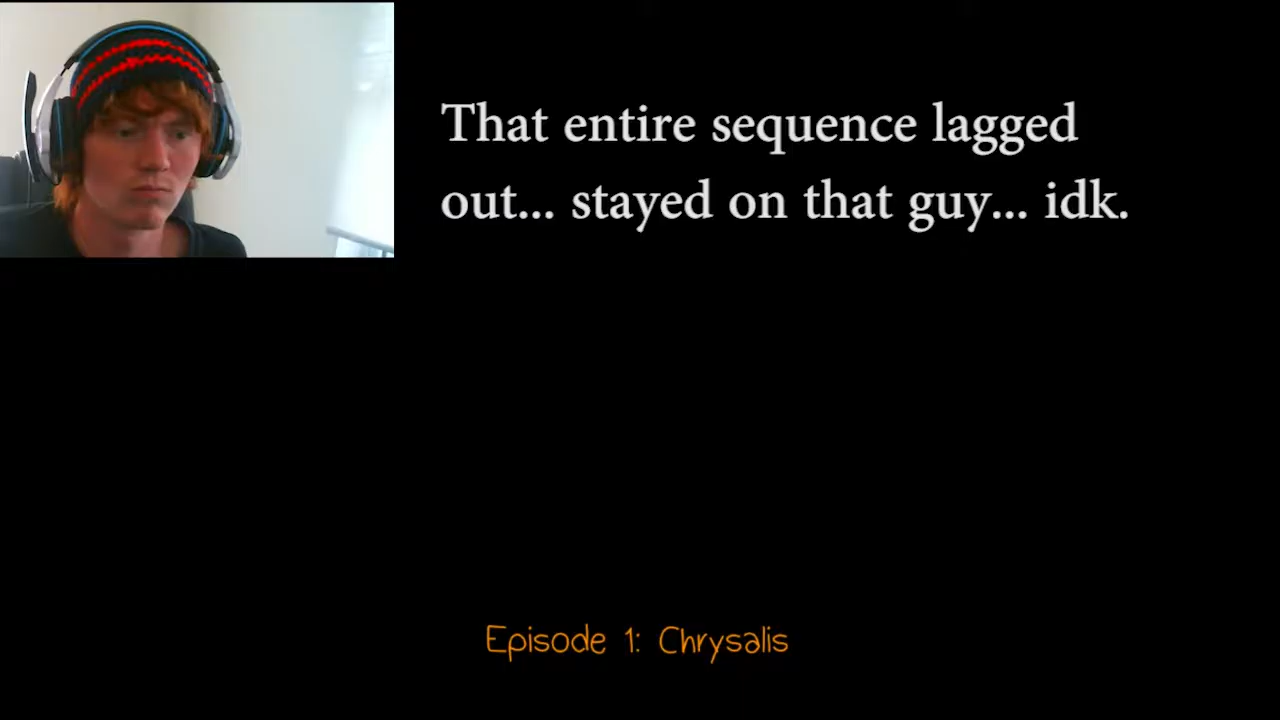 That entire sequence lagged
out... stayed on that guy... idk.
Episode 1: Chrysalis